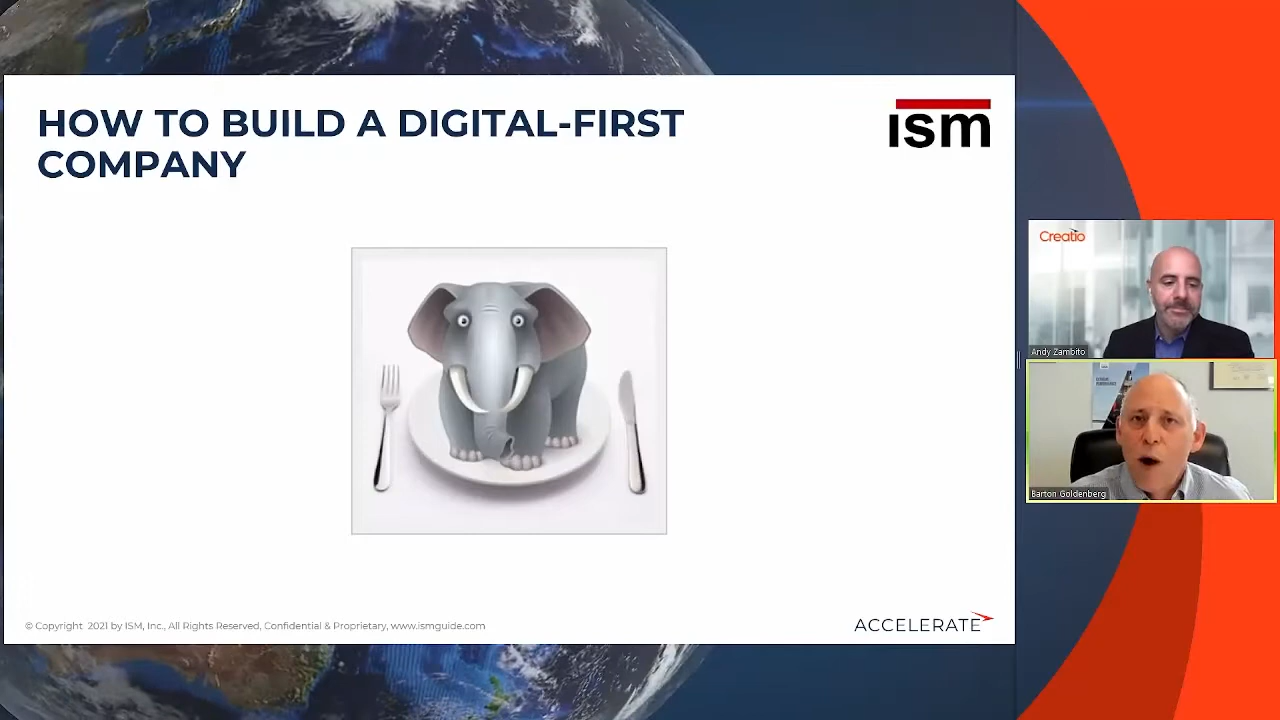 HOW TO BUILD A DIGITAL-FIRST
COMPANY
ism
© Copyright 2021 by ISM, Inc., All Rights Reserved, Confidential & Proprietary, www.ismguide.com
ACCELERATE
Creatio
Andy Zambito
Barton Goldenberg